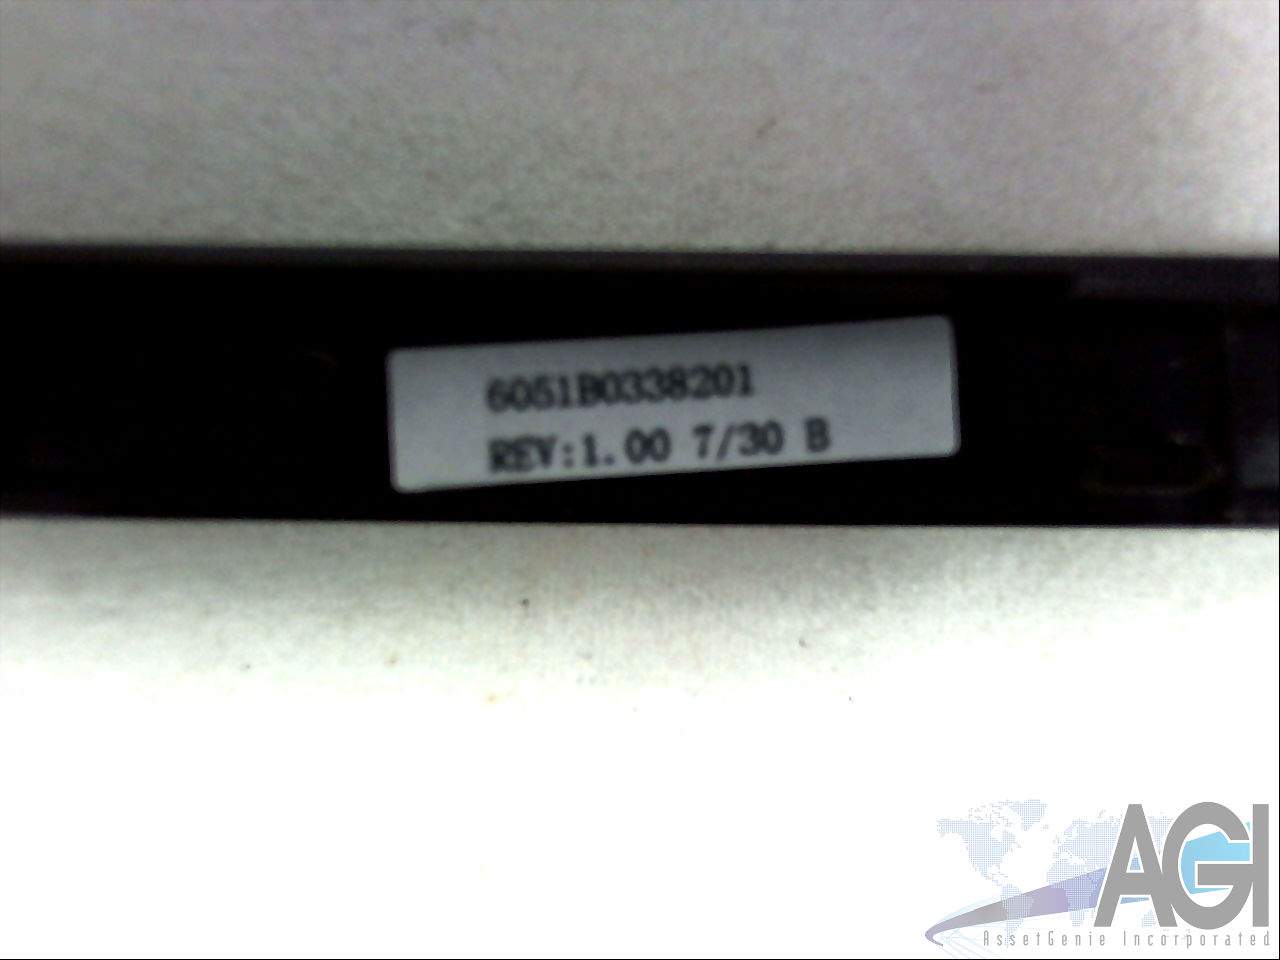 6051B0338201
REV:1.00 7/30 B
AGI
AssetGenie Incorporated